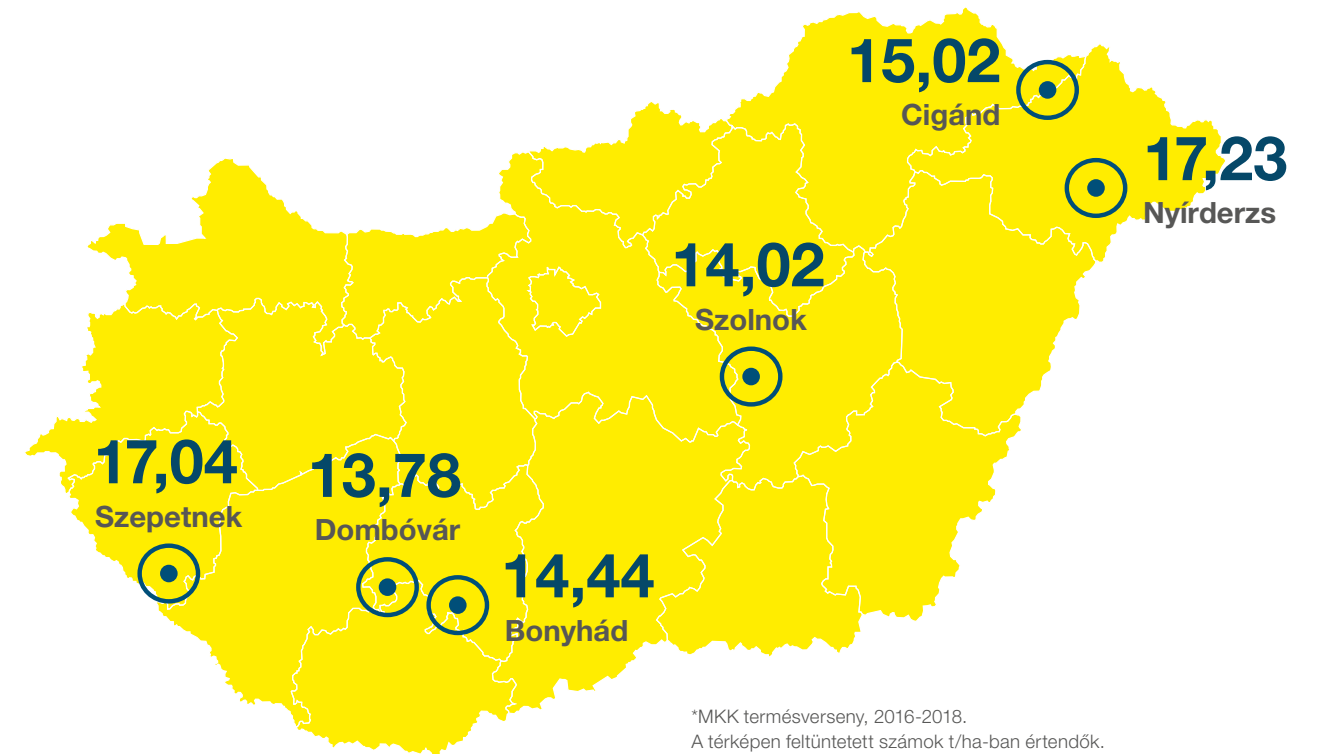 15,02
Cigánd
17,23
Nyírderzs
14,02
Szolnok
17,04
Szepetnek
13,78
Dombóvár
14,44
Bonyhád
*MKK termésverseny, 2016-2018.
A térképen feltüntetett számok t/ha-ban értendők.